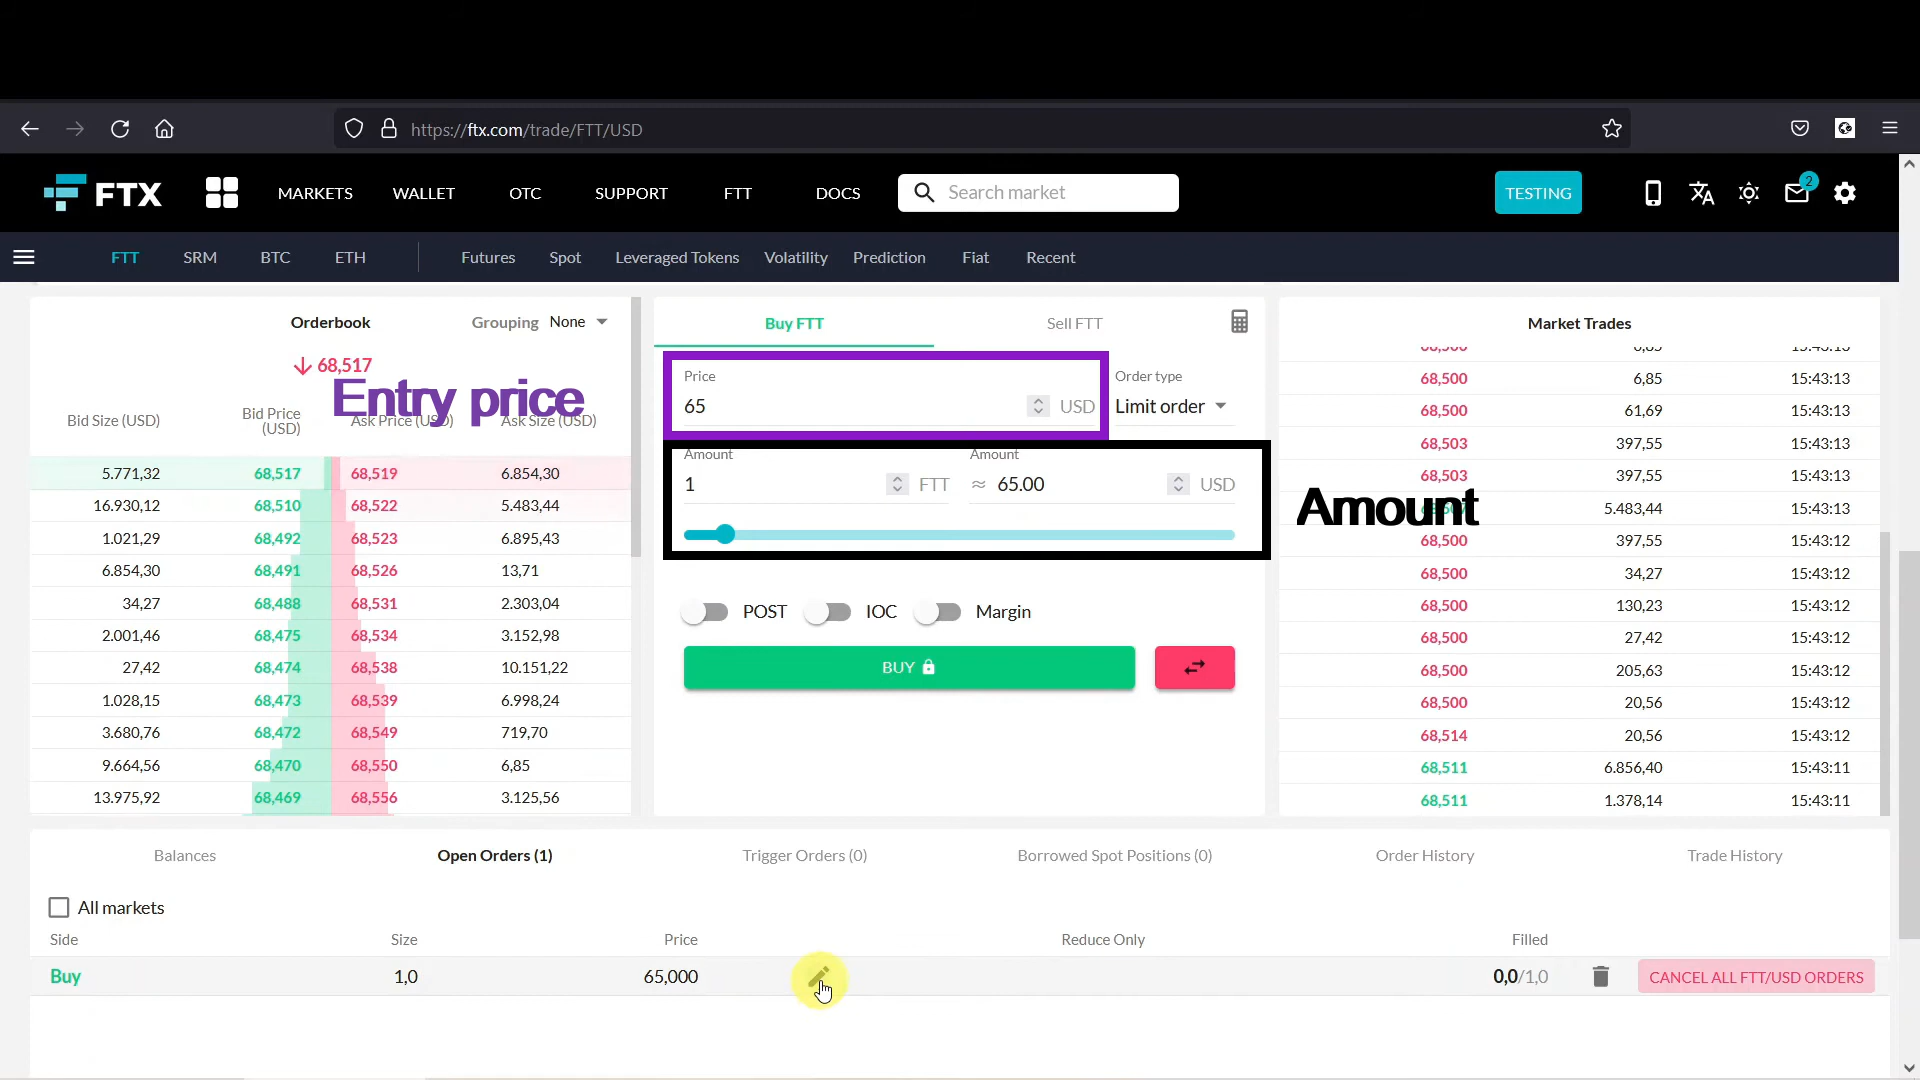 https://ftx.com/trade/FTT/USD
FTX MARKETS WALLET OTC SUPPORT FTT DOCS Search market TESTING 2
FTT SRM BTC ETH Futures Spot Leveraged Tokens Volatility Prediction Fiat Recent
Orderbook Grouping None
68,517
Entry price
Bid Size (USD) Bid Price (USD) Ask Price (USD) Ask Size (USD)
5.771,32 68,517 68,519 6.854,30
16.930,12 68,510 68,522 5.483,44
1.021,29 68,492 68,523 6.895,43
6.854,30 68,491 68,526 13,71
34,27 68,488 68,531 2.303,04
2.001,46 68,475 68,534 3.152,98
27,42 68,474 68,538 10.151,22
1.028,15 68,473 68,539 6.998,24
3.680,76 68,472 68,549 719,70
9.664,56 68,470 68,550 6,85
13.975,92 68,469 68,556 3.125,56
Buy FTT Sell FTT
Price Order type
65 USD Limit order
Amount Amount
1 FTT ≈ 65.00 USD
Amount
POST IOC Margin
BUY
Market Trades
68,500 6,85 15:43:13
68,500 6,85 15:43:13
68,500 61,69 15:43:13
68,503 397,55 15:43:13
68,503 397,55 15:43:13
5.483,44 15:43:13
68,500 397,55 15:43:12
68,500 34,27 15:43:12
68,500 130,23 15:43:12
68,500 27,42 15:43:12
68,500 205,63 15:43:12
68,500 20,56 15:43:12
68,514 20,56 15:43:12
68,511 6.856,40 15:43:11
68,511 1.378,14 15:43:11
Balances Open Orders (1) Trigger Orders (0) Borrowed Spot Positions (0) Order History Trade History
All markets
Side Size Price Reduce Only Filled
Buy 1,0 65,000 0,0/1,0 CANCEL ALL FTT/USD ORDERS